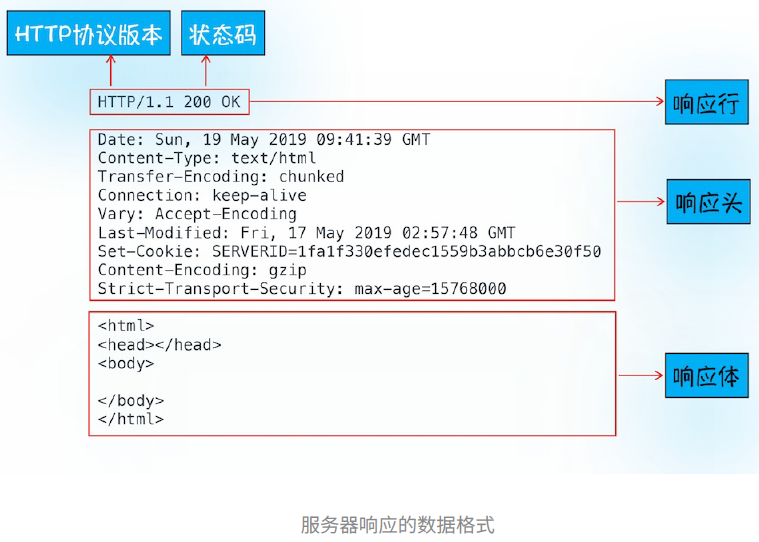 HTTP协议版本
状态码
HTTP/1.1 200 OK
响应行
Date: Sun, 19 May 2019 09:41:39 GMT
Content-Type: text/html
Transfer-Encoding: chunked
Connection: keep-alive
Vary: Accept-Encoding
Last-Modified: Fri, 17 May 2019 02:57:48 GMT
Set-Cookie: SERVERID=1fa1f330efedec1559b3abbcb6e30f50
Content-Encoding: gzip
Strict-Transport-Security: max-age=15768000
响应头
<html>
<head></head>
<body>
</body>
</html>
响应体
服务器响应的数据格式